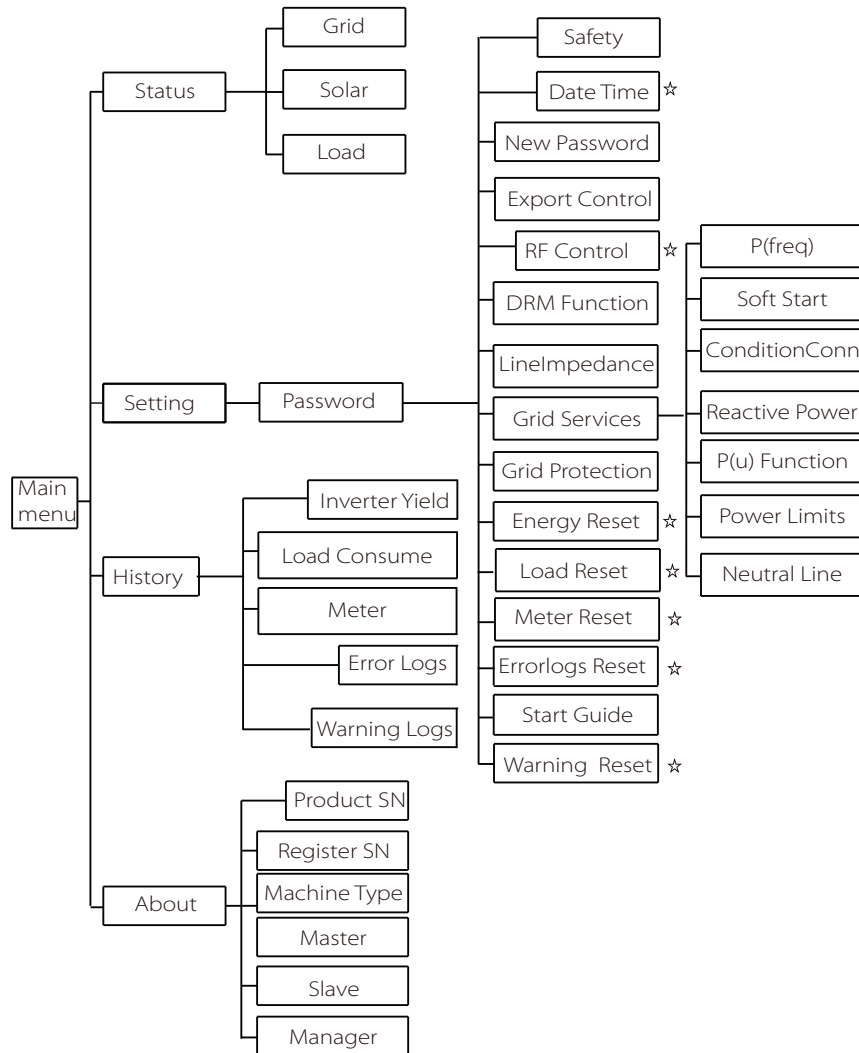 Main
menu
Status
Grid
Solar
Load
Setting
Password
Safety
Date Time ☆
New Password
Export Control
RF Control ☆
DRM Function
LineImpedance
Grid Services
P(freq)
Soft Start
ConditionConn
Reactive Power
P(u) Function
Power Limits
Neutral Line
Grid Protection
Energy Reset ☆
Load Reset ☆
Meter Reset ☆
Errorlogs Reset ☆
Start Guide
Warning Reset ☆
History
Inverter Yield
Load Consume
Meter
Error Logs
Warning Logs
About
Product SN
Register SN
Machine Type
Master
Slave
Manager